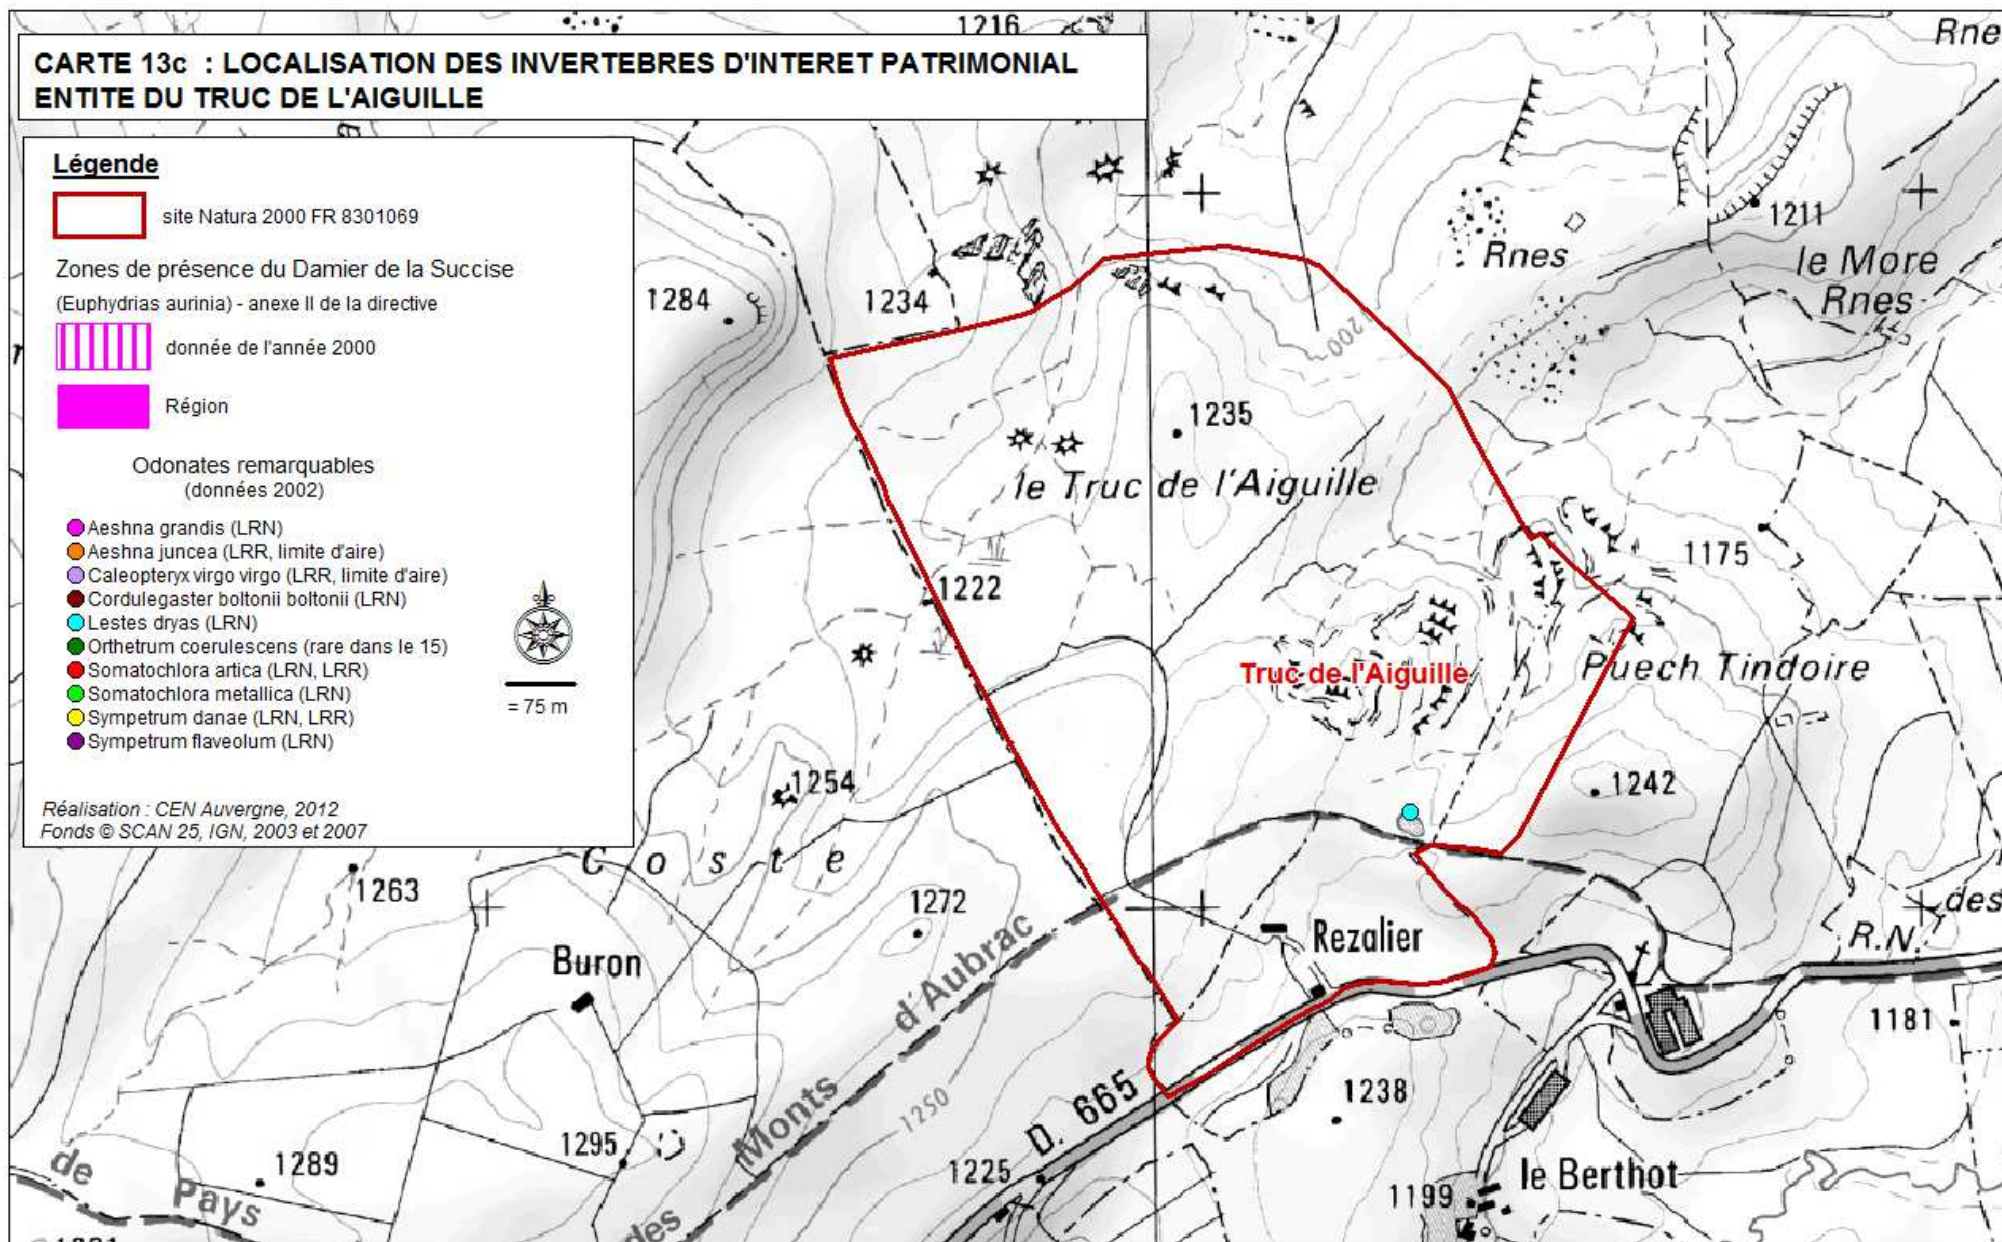 1216
Rne
CARTE 13c : LOCALISATION DES INVERTEBRES D'INTERET PATRIMONIAL
ENTITE DU TRUC DE L'AIGUILLE
Légende
site Natura 2000 FR 8301069
Zones de présence du Damier de la Succise
(Euphydrias aurinia) - anexe II de la directive
donnée de l'année 2000
Région
Odonates remarquables
(données 2002)
Aeshna grandis (LRN)
Aeshna juncea (LRR, limite d'aire)
Caleopteryx virgo virgo (LRR, limite d'aire)
Cordulegaster boltonii boltonii (LRN)
Lestes dryas (LRN)
Orthetrum coerulescens (rare dans le 15)
Somatochlora artica (LRN, LRR)
Somatochlora metallica (LRN)
Sympetrum danae (LRN, LRR)
Sympetrum flaveolum (LRN)
= 75 m
Réalisation : CEN Auvergne, 2012
Fonds © SCAN 25, IGN, 2003 et 2007
1211
Rnes
le More
Rnes
1284
1234
1200
1235
le Truc de l'Aiguille
1175
1222
Truc de l'Aiguille
Puech Tindoire
1254
1242
Coste
1263
1272
des
R.N.
Rezalier
Buron
d'Aubrac
1181
1250
Monts
D. 665
1238
1295
1289
de
Pays
des
1225
1199
le Berthot